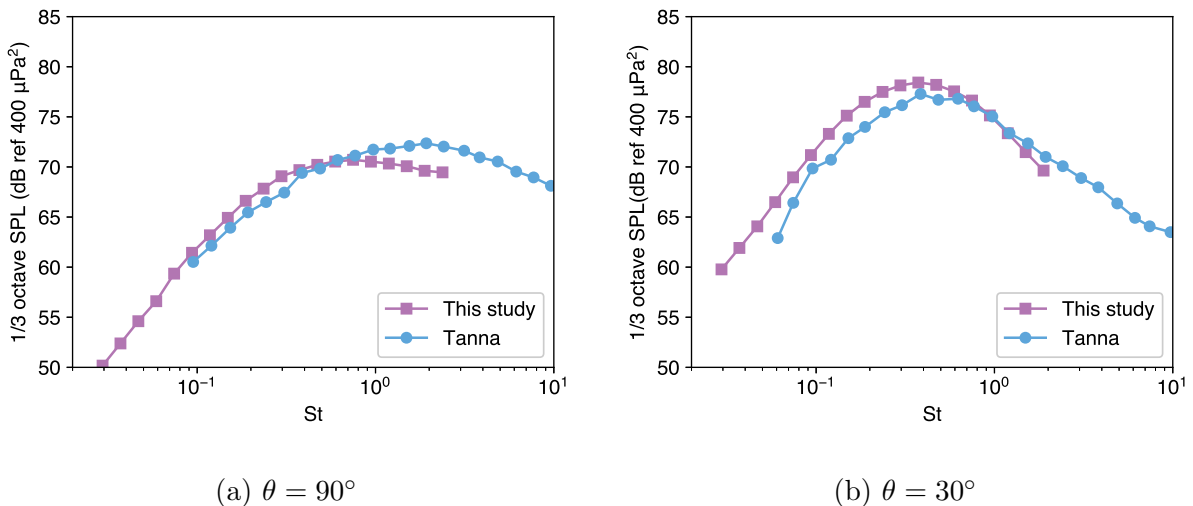 85
80
75
70
65
60
55
50
1/3 octave SPL (dB ref 400 μPa²)
10⁻¹
10⁰
10¹
St
This study
Tanna
(a) θ = 90°
85
80
75
70
65
60
55
50
1/3 octave SPL(dB ref 400 μPa²)
10⁻¹
10⁰
10¹
St
This study
Tanna
(b) θ = 30°